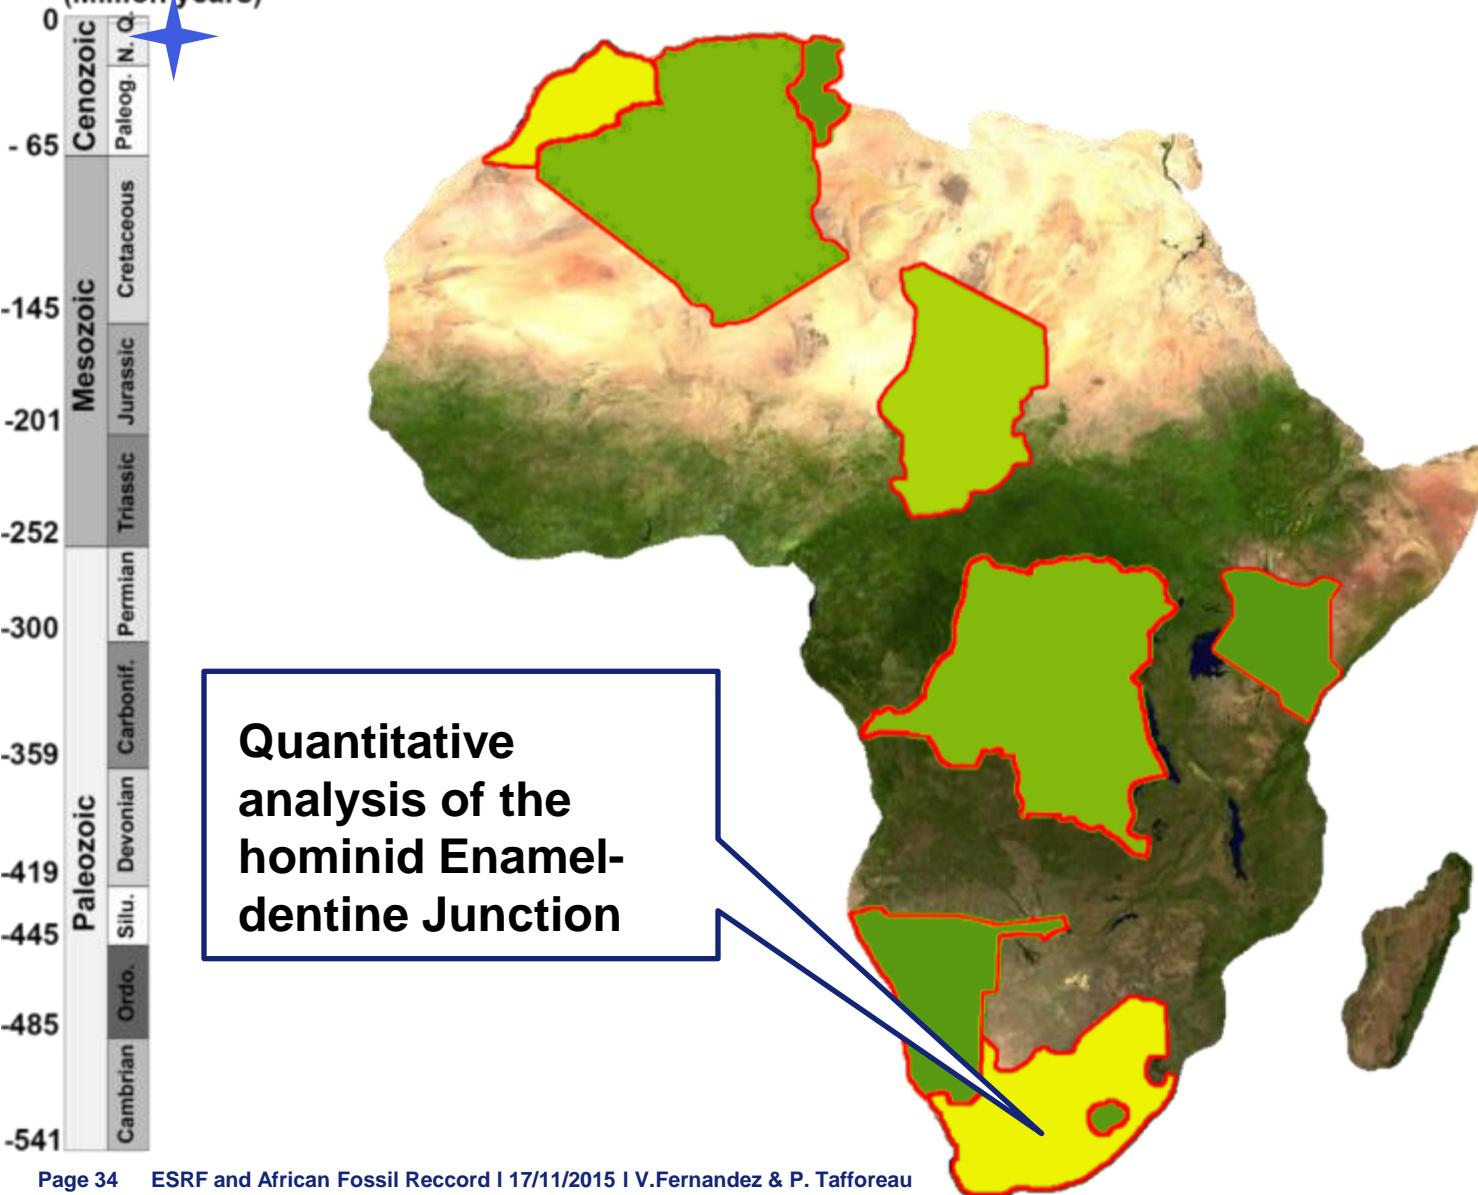 (Million years)
0
- 65
-145
-201
-252
-300
-359
-419
-445
-485
-541
Cenozoic
Mesozoic
Paleozoic
N. Q.
Paleog.
Cretaceous
Jurassic
Triassic
Permian
Carbonif.
Devonian
Silu.
Ordo.
Cambrian
Quantitative
analysis of the
hominid Enamel-
dentine Junction
Page 34 ESRF and African Fossil Reccord l 17/11/2015 l V.Fernandez & P. Tafforeau